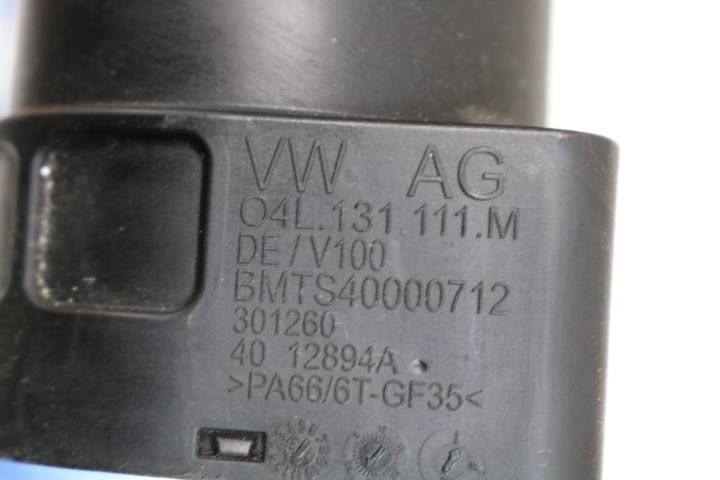 VW AG
04L.131.111.M
DE/V100
BMTS40000712
301260
40 12894A
>PA66/6T-GF35<